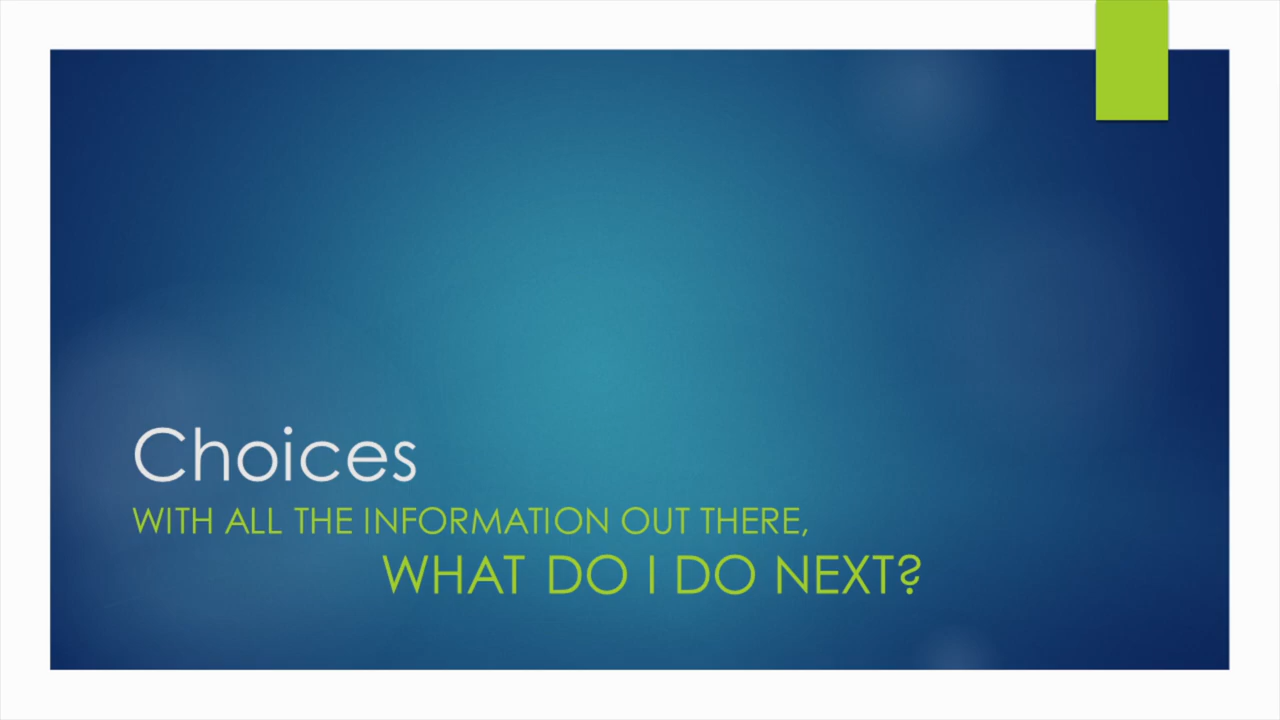 Choices
WITH ALL THE INFORMATION OUT THERE,
WHAT DO I DO NEXT?